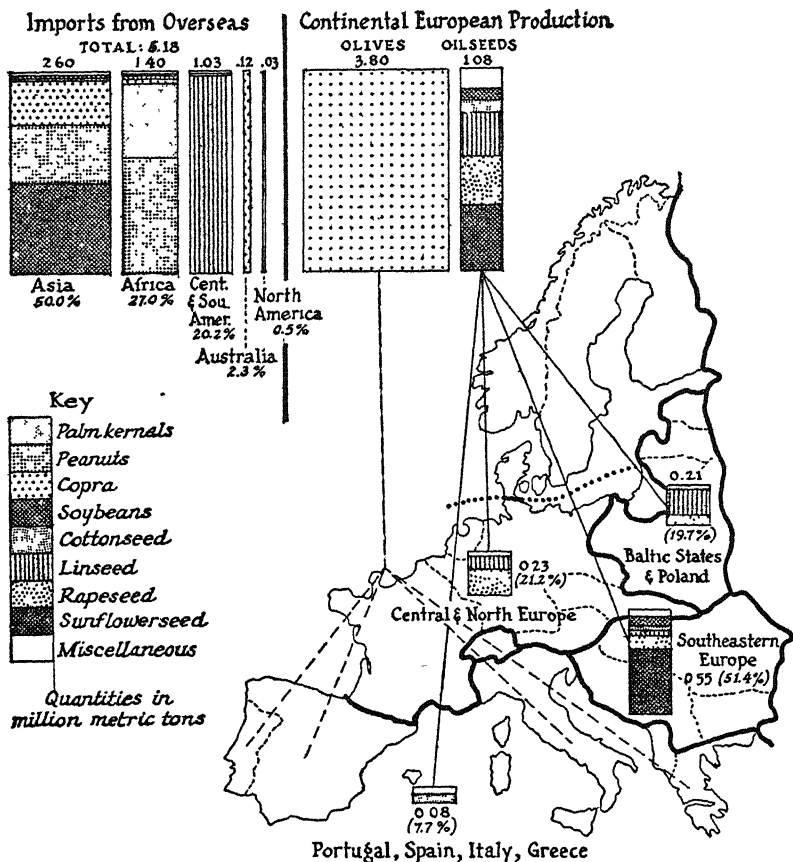 Imports from Overseas
TOTAL: 5.18
2.60
1.40
1.03
.12
.03
Asia
50.0%
Africa
27.0%
Cent.
& Sou.
Amer.
20.2%
Australia
2.3%
North
America
0.5%
Continental European Production
OLIVES
3.80
OILSEEDS
1.08
Key
Palm kernals
Peanuts
Copra
Soybeans
Cottonseed
Linseed
Rapeseed
Sunflowerseed
Miscellaneous
Quantities in
million metric tons
0.21
(19.7%)
Baltic States
& Poland
0.23
(21.2%)
Central & North Europe
Southeastern
Europe
0.55 (51.4%)
0.08
(7.7%)
Portugal, Spain, Italy, Greece